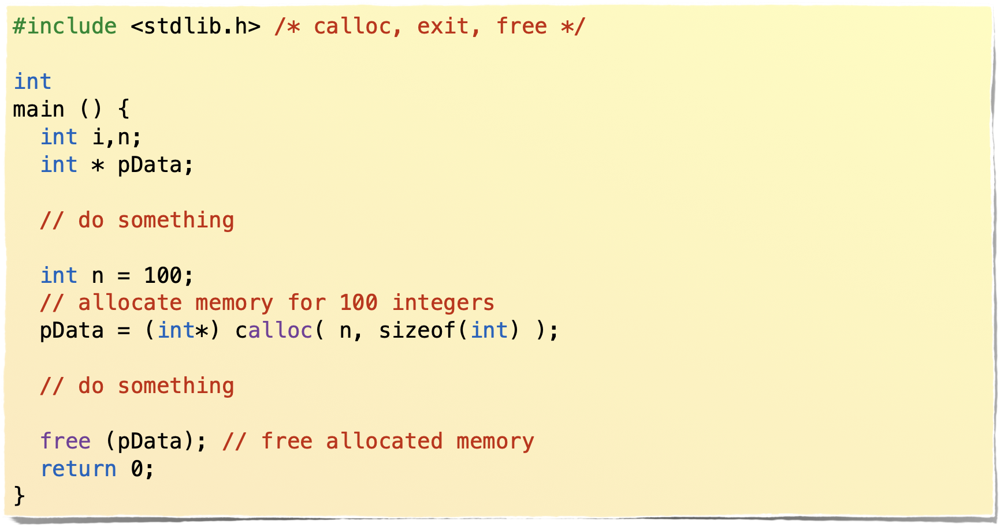 #include <stdlib.h> /* calloc, exit, free */
int
main () {
int i,n;
int * pData;
// do something
int n = 100;
// allocate memory for 100 integers
pData = (int*) calloc( n, sizeof(int) );
// do something
free (pData); // free allocated memory
return 0;
}